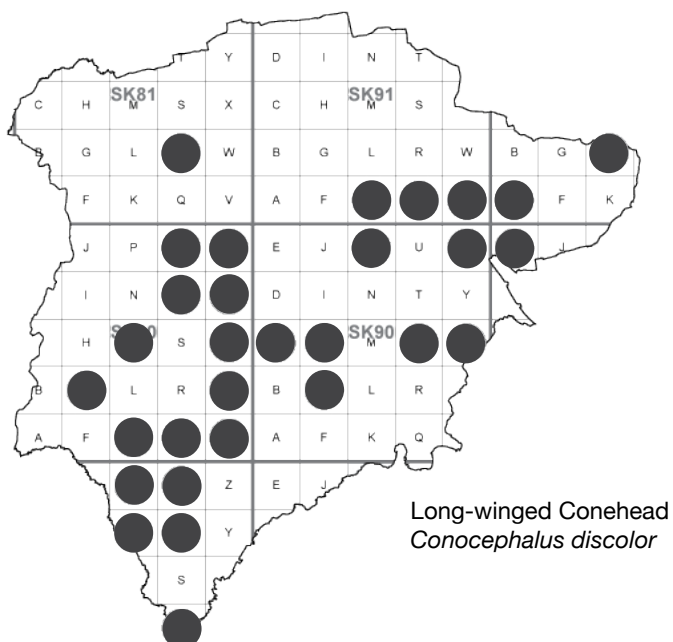 T Y D I N T
SK81 SK91
C H M S X C H M S
B G L W B G L R W B G
F K Q V A F F K
J P E J U J
I N D I N T Y
SK90
H S M
B L R B L R
A F A F K Q
Z E J
Y
S
Long-winged Conehead
Conocephalus discolor